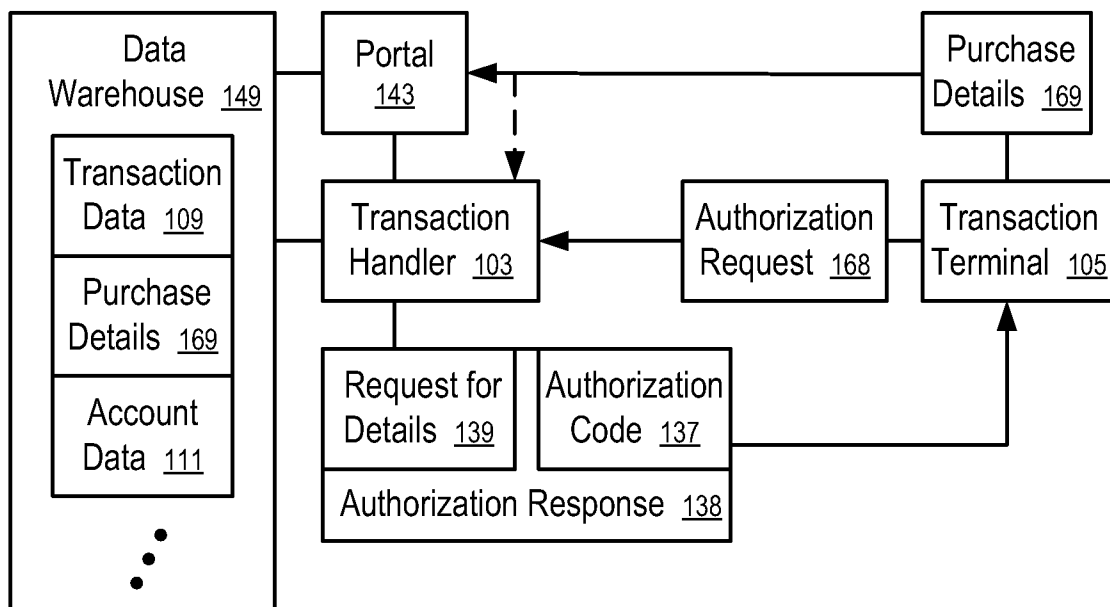 Data
Warehouse 149
Transaction
Data 109
Purchase
Details 169
Account
Data 111
Portal
143
Purchase
Details 169
Transaction
Handler 103
Authorization
Request 168
Transaction
Terminal 105
Request for
Details 139
Authorization
Code 137
Authorization Response 138